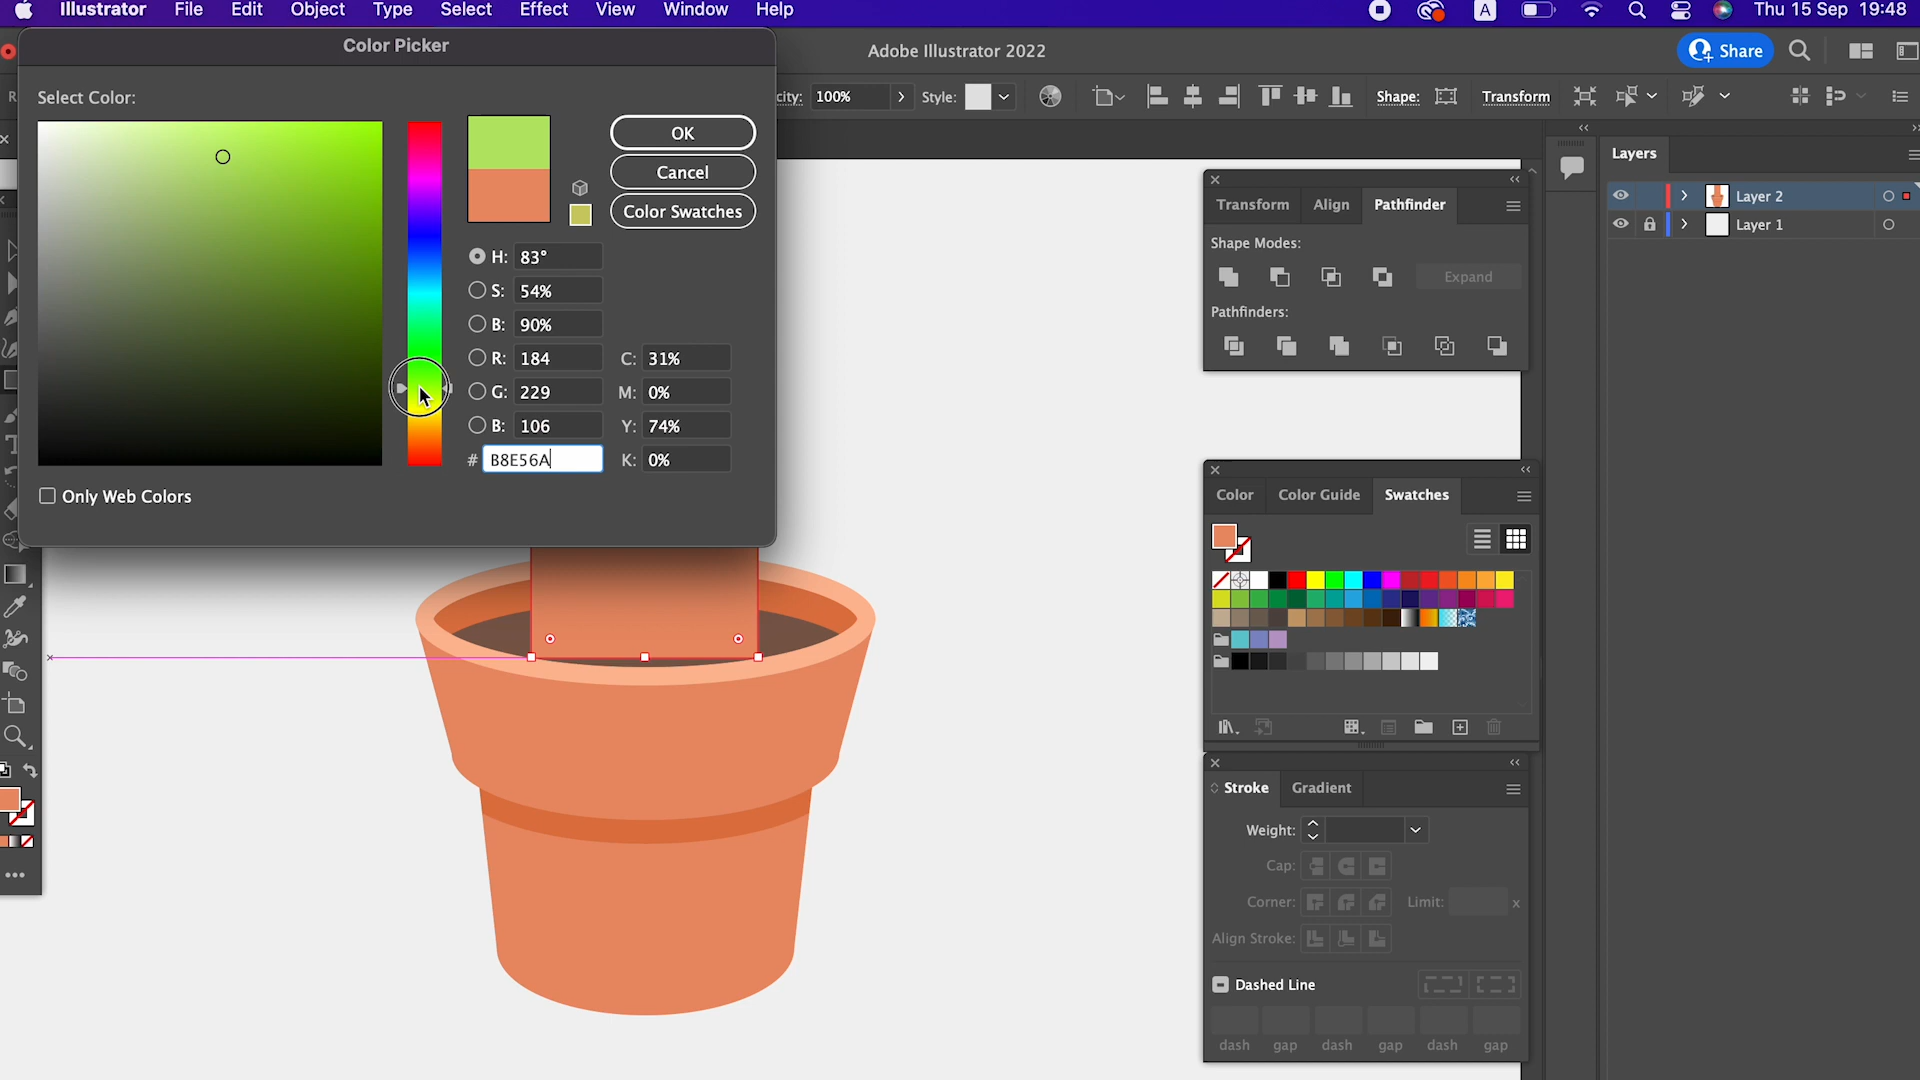 Illustrator File Edit Object Type Select Effect View Window Help A Thu 15 Sep 19:48
Color Picker
Adobe Illustrator 2022
Share
Select Color:
city: 100% Style: Shape: Transform
OK
Cancel
Color Swatches
H: 83°
S: 54%
B: 90%
R: 184 C: 31%
G: 229 M: 0%
B: 106 Y: 74%
# B8E56A K: 0%
Only Web Colors
Layers
Layer 2
Layer 1
Transform Align Pathfinder
Shape Modes:
Expand
Pathfinders:
Color Color Guide Swatches
Stroke Gradient
Weight:
Cap:
Corner: Limit: x
Align Stroke:
Dashed Line
dash gap dash gap dash gap